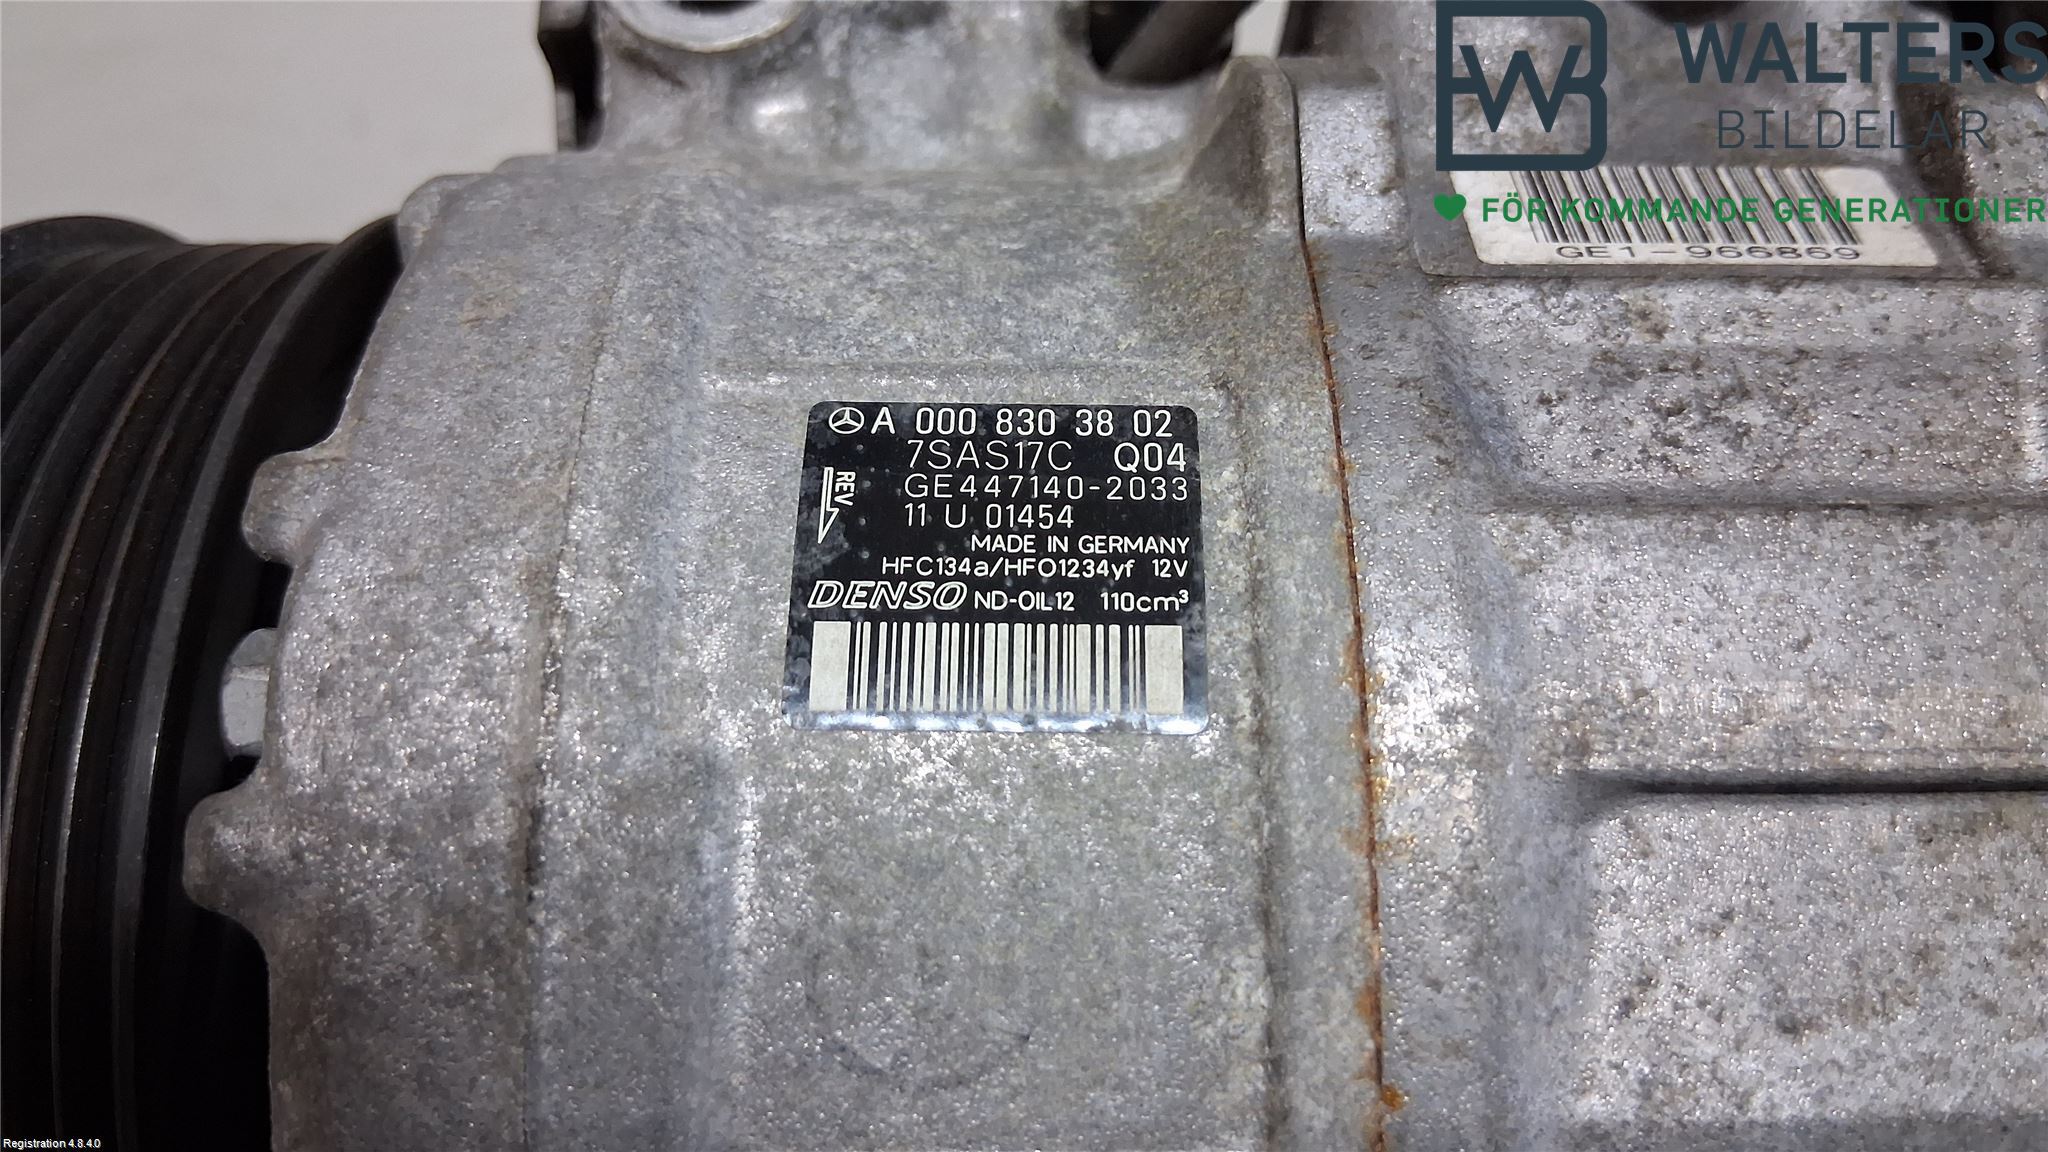 WALTERS
BILDELAR
FÖR KOMMANDE GENERATIONER
GE1-966869
A 000 830 38 02
7SAS17C Q04
REV
GE447140-2033
11 U 01454
MADE IN GERMANY
HFC134a/HFO1234yf 12V
DENSO ND-OIL12 110cm³
Registration 4.8.4.0